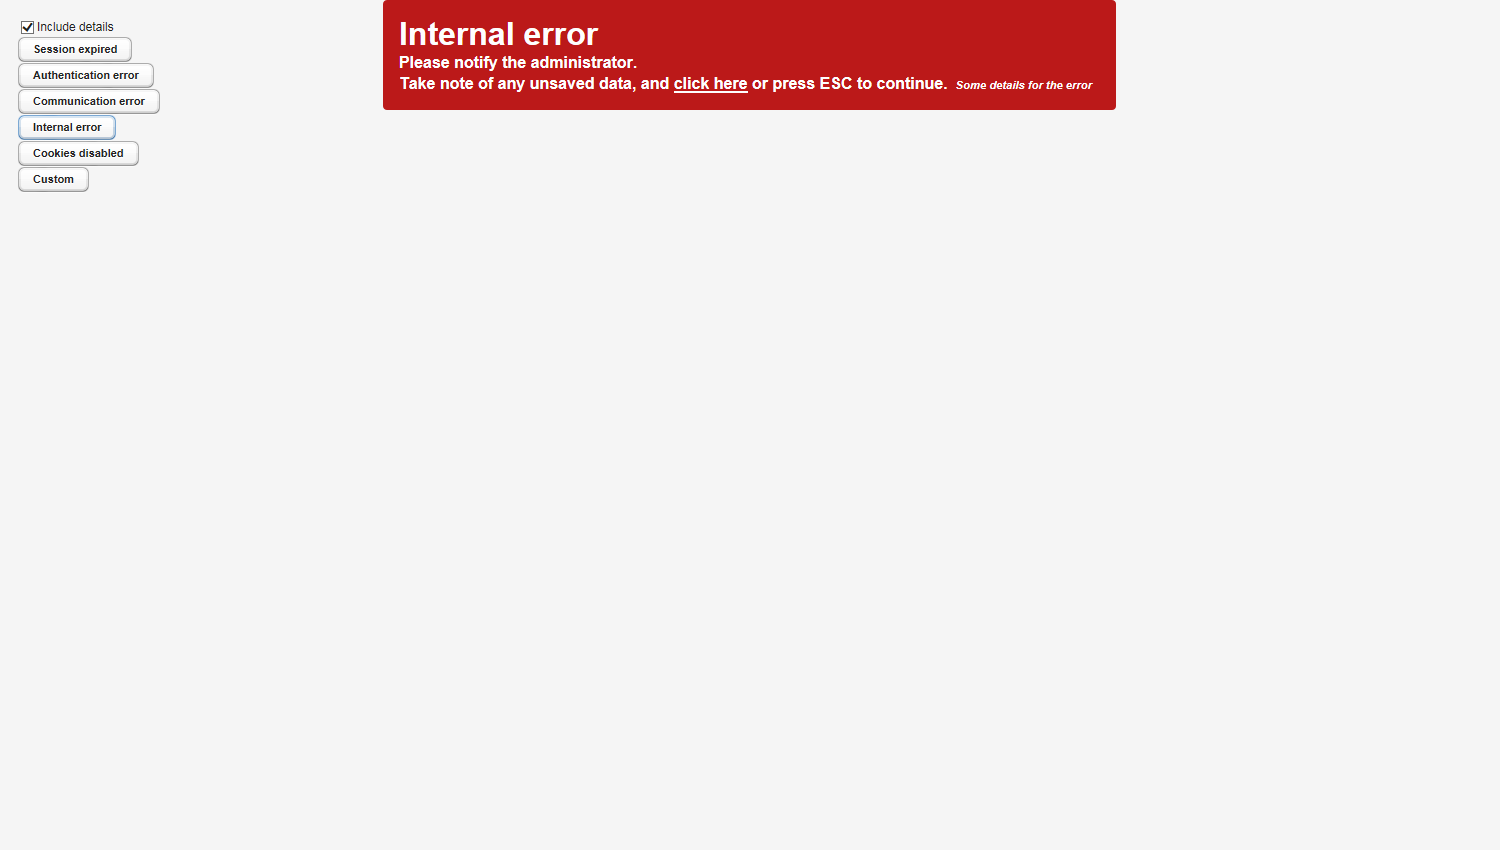 Include details
Session expired
Authentication error
Communication error
Internal error
Cookies disabled
Custom
Internal error
Please notify the administrator.
Take note of any unsaved data, and click here or press ESC to continue. Some details for the error